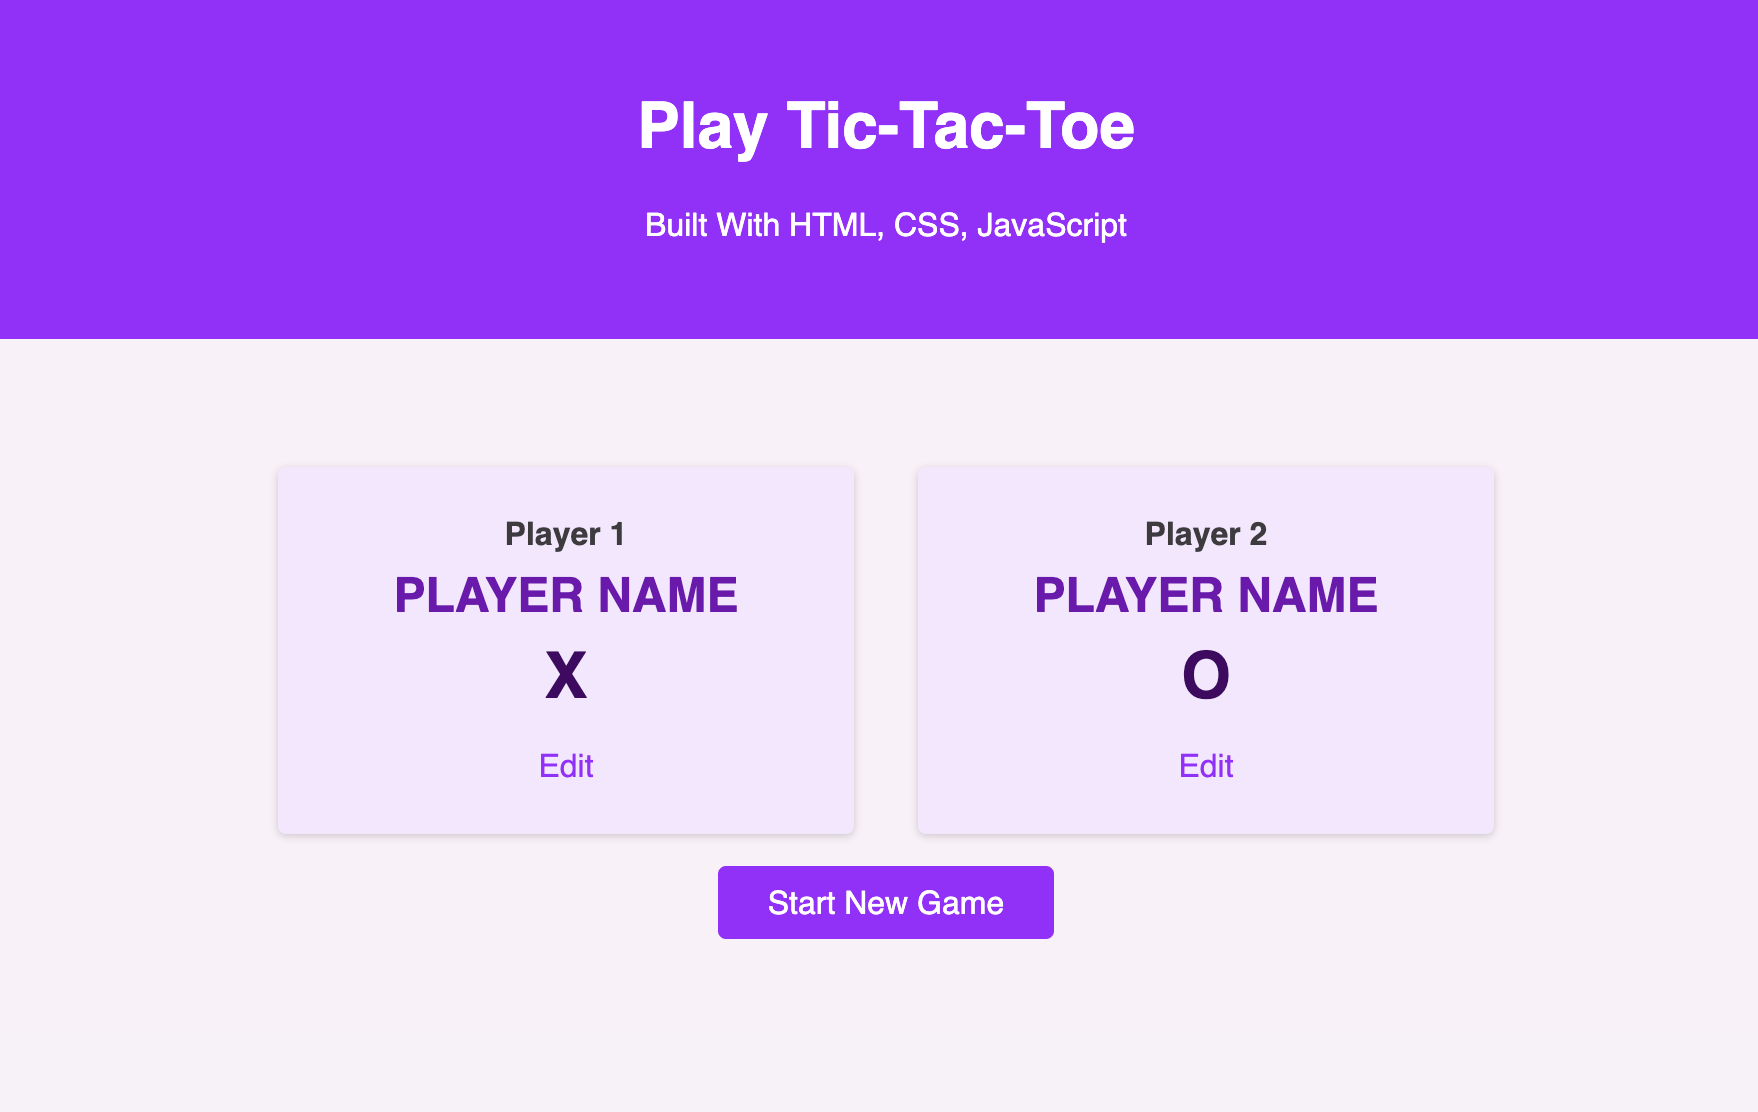 Play Tic-Tac-Toe
Built With HTML, CSS, JavaScript
Player 1
PLAYER NAME
X
Edit
Player 2
PLAYER NAME
O
Edit
Start New Game